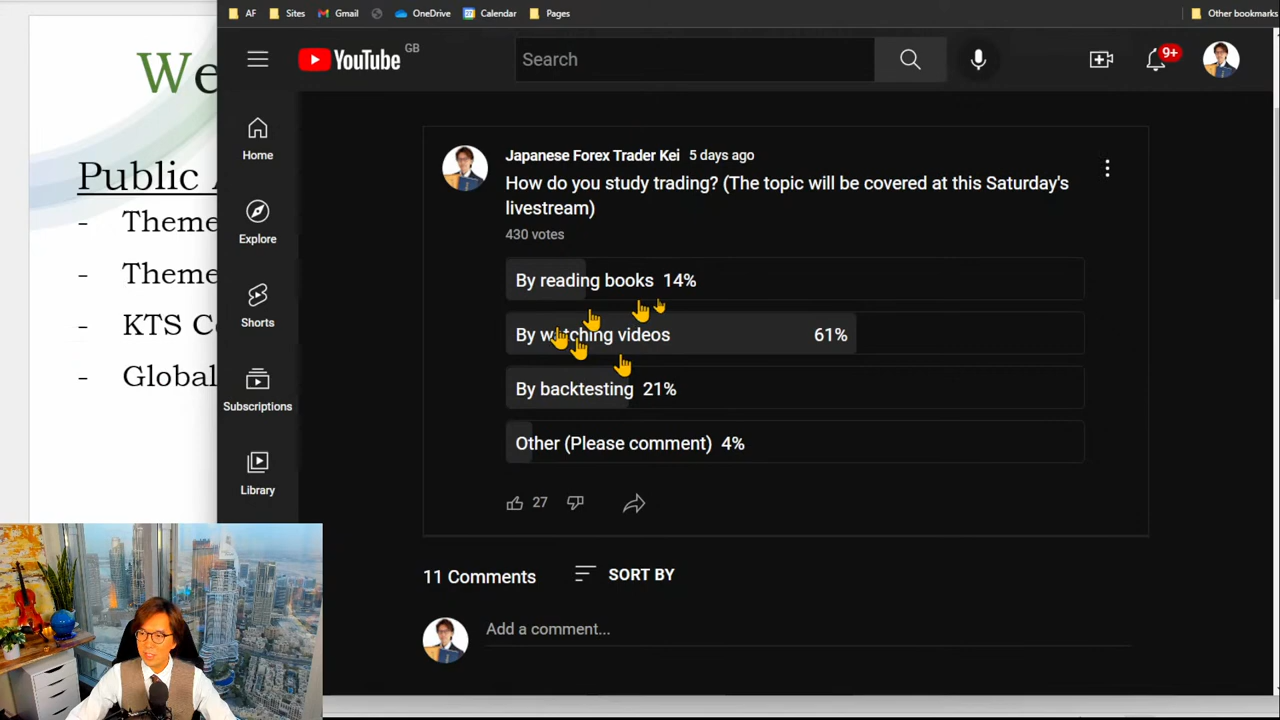 AF
Sites
Gmail
OneDrive
Calendar
Pages
Other bookmarks
YouTube GB
Search
9+
We
Public
- Theme
- Theme
- KTS
- Global
Home
Explore
Shorts
Subscriptions
Library
Japanese Forex Trader Kei 5 days ago
How do you study trading? (The topic will be covered at this Saturday's
livestream)
430 votes
By reading books 14%
By watching videos 61%
By backtesting 21%
Other (Please comment) 4%
27
11 Comments
SORT BY
Add a comment...